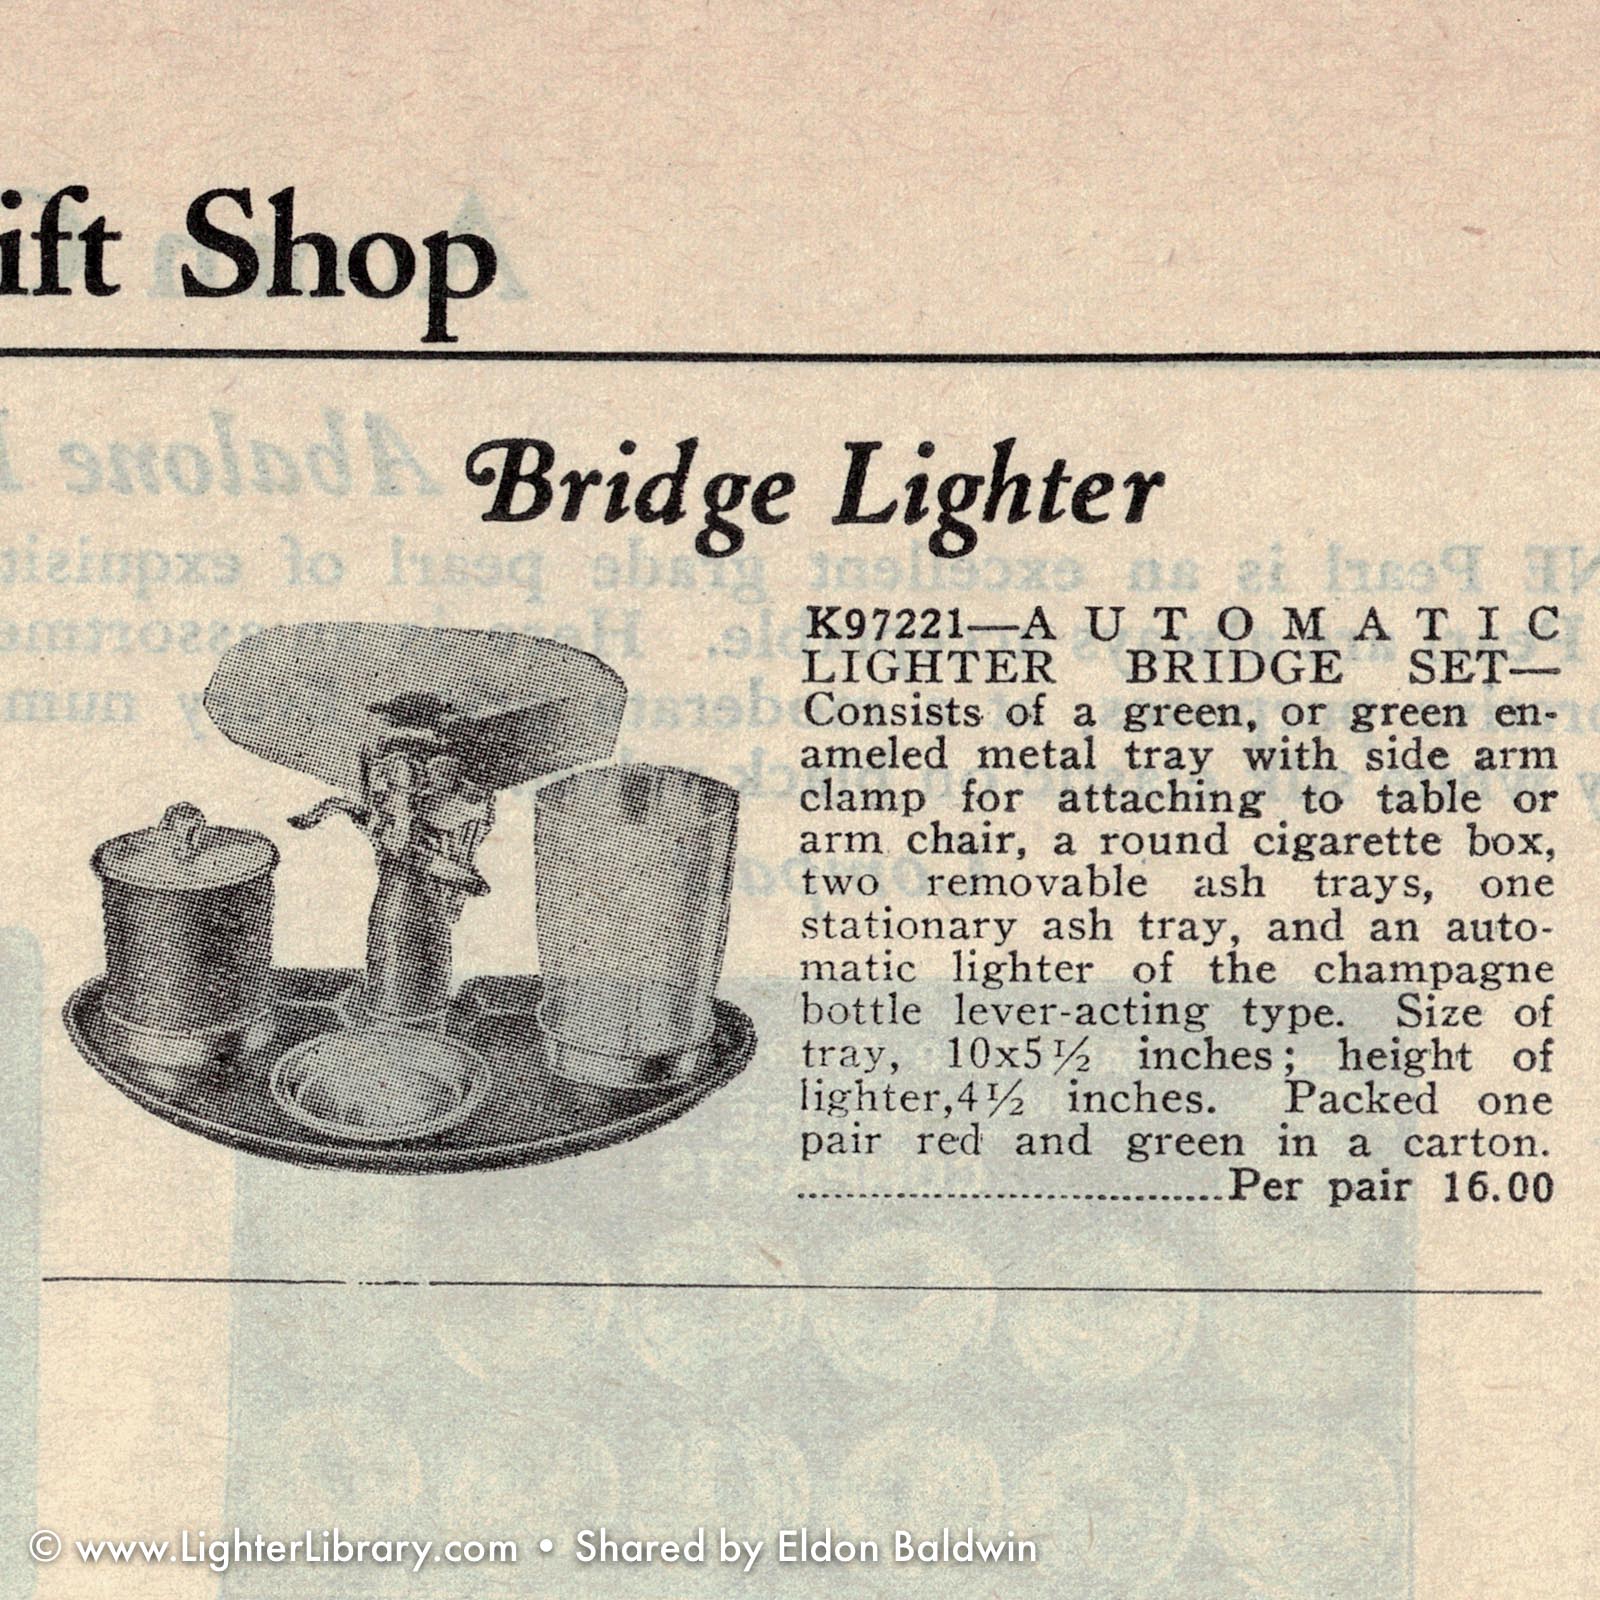 ift Shop
Bridge Lighter
K97221—AUTOMATIC
LIGHTER BRIDGE SET—
Consists of a green, or green en-
ameled metal tray with side arm
clamp for attaching to table or
arm chair, a round cigarette box,
two removable ash trays, one
stationary ash tray, and an auto-
matic lighter of the champagne
bottle lever-acting type. Size of
tray, 10x5½ inches; height of
lighter,4½ inches. Packed one
pair red and green in a carton.
....................................Per pair 16.00
© www.LighterLibrary.com • Shared by Eldon Baldwin